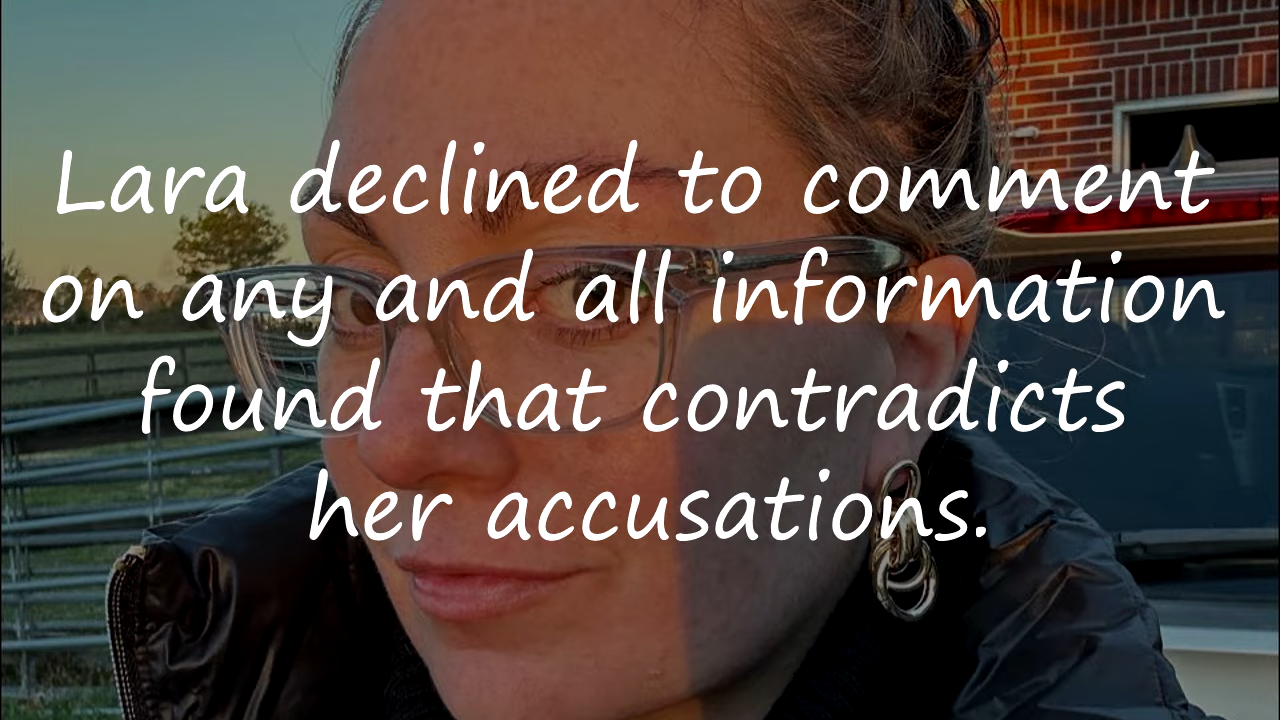 Lara declined to comment
on any and all information
found that contradicts
her accusations.